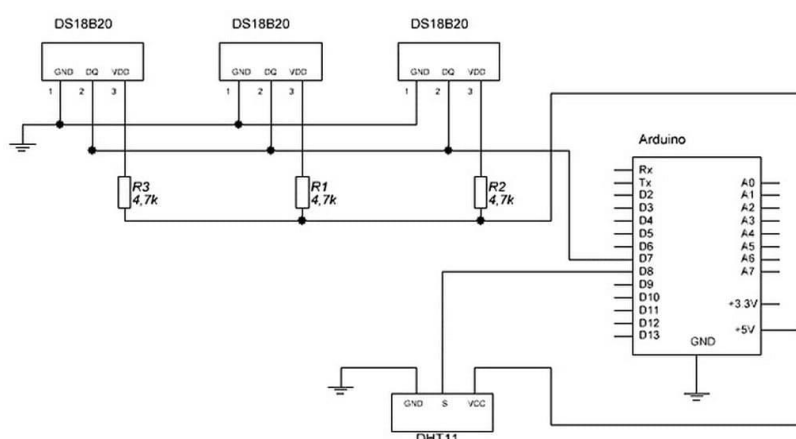 DS18B20 DS18B20 DS18B20
GND DQ VDD GND DQ VDD GND DQ VDD
1 2 3 1 2 3 1 2 3
R3
4,7k
R1
4,7k
R2
4,7k
Arduino
Rx
Tx
D2
D3
D4
D5
D6
D7
D8
D9
D10
D11
D12
D13
A0
A1
A2
A3
A4
A5
A6
A7
+3.3V
+5V
GND
GND S VCC
DHT11